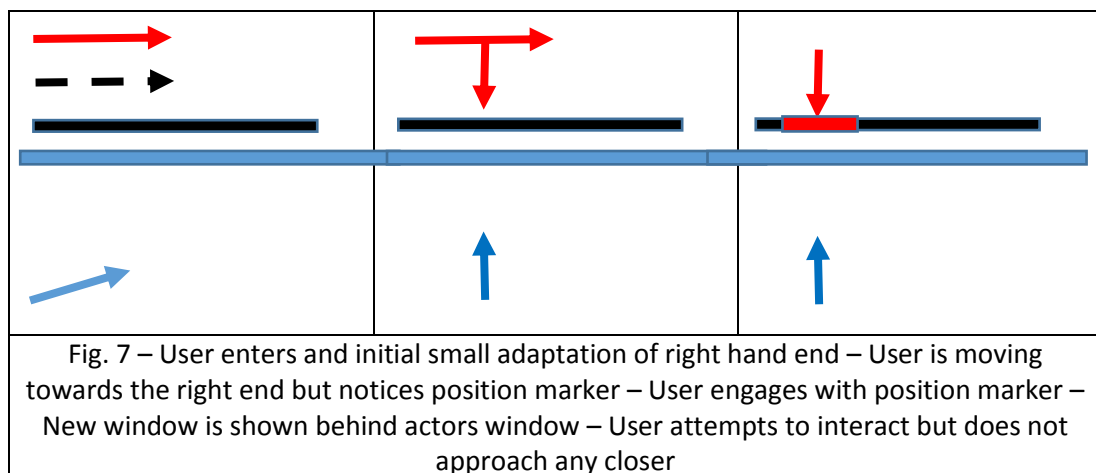 Fig. 7 – User enters and initial small adaptation of right hand end – User is moving
towards the right end but notices position marker – User engages with position marker –
New window is shown behind actors window – User attempts to interact but does not
approach any closer